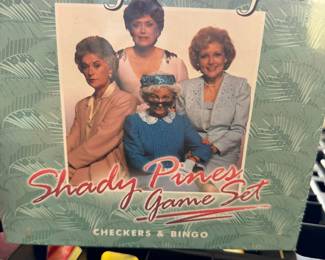 Shady Pines
Game Set
CHECKERS & BINGO